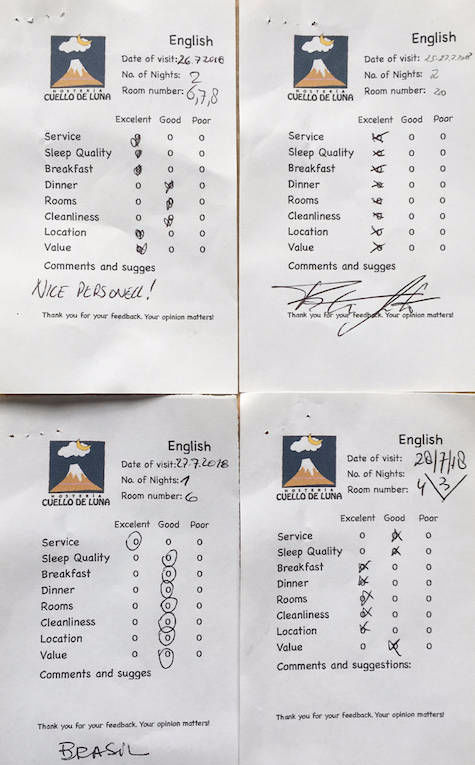 English
Date of visit: 26.7.2018
No. of Nights: 2
HOSTERÍA
CUELLO DE LUNA
Room number: 6,7,8
Excelent Good Poor
Service o o
Sleep Quality o o
Breakfast o o
Dinner o o
Rooms o o
Cleanliness o o
Location o o
Value o o
Comments and sugges
NICE PERSONELL!
Thank you for your feedback. Your opinion matters!
English
Date of visit:
No. of Nights: 2
HOSTERÍA
CUELLO DE LUNA
Room number: 20
Excelent Good Poor
Service o o
Sleep Quality o o
Breakfast o o
Dinner o o
Rooms o o
Cleanliness o o
Location o o
Value o o
Comments and sugges
Thank you for your feedback. Your opinion matters!
English
Date of visit: 27.7.2018
No. of Nights: 1
HOSTERÍA
CUELLO DE LUNA
Room number: 6
Excelent Good Poor
Service o o o
Sleep Quality o o o
Breakfast o o o
Dinner o o o
Rooms o o o
Cleanliness o o o
Location o o o
Value o o o
Comments and sugges
Thank you for your feedback. Your opinion matters!
BRASIL
English
Date of visit: 28/7/18
No. of Nights:
HOSTERÍA
CUELLO DE LUNA
Room number: 4 3
Excelent Good Poor
Service o o
Sleep Quality o o
Breakfast o o
Dinner o o
Rooms o o
Cleanliness o o
Location o o
Value o o
Comments and suggestions:
Thank you for your feedback. Your opinion matters!